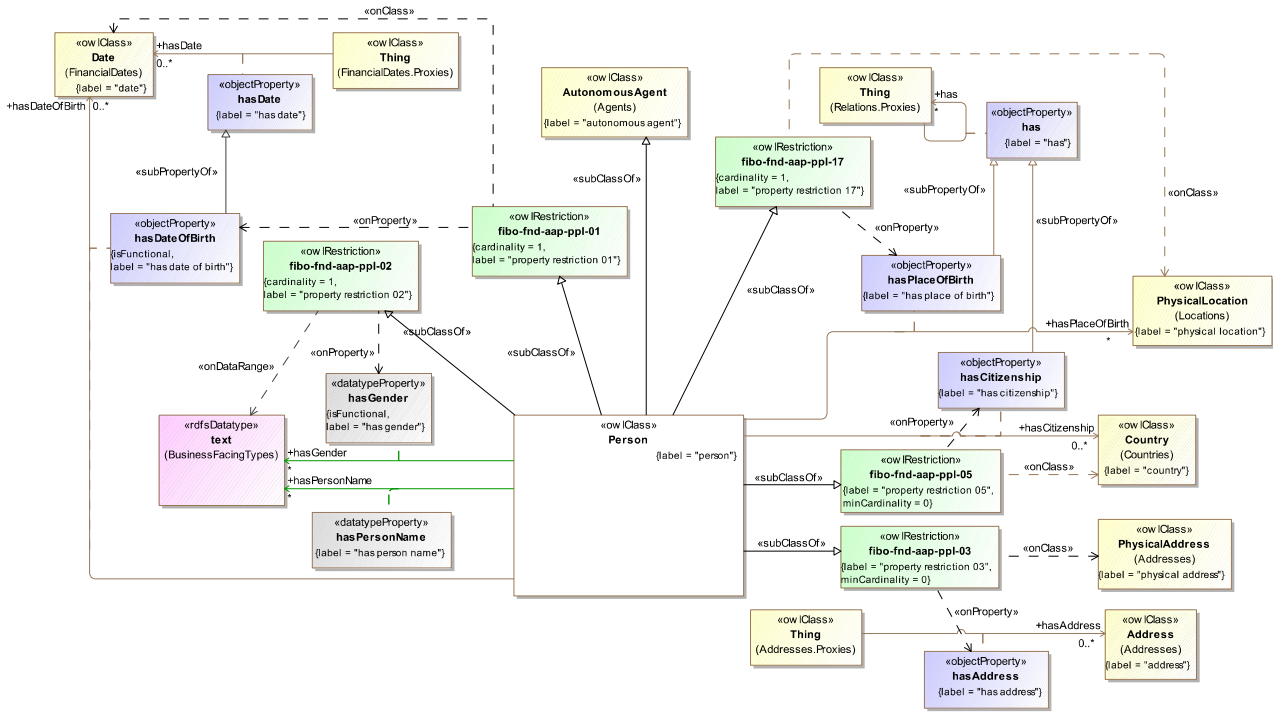 «onClass»
«owlClass»
Date
(FinancialDates)
{label = "date"}
+hasDate
0..*
«owlClass»
Thing
(FinancialDates.Proxies)
+hasDateOfBirth
0..*
«objectProperty»
hasDate
{label = "has date"}
«owlClass»
AutonomousAgent
(Agents)
{label = "autonomous agent"}
«owlClass»
Thing
(Relations.Proxies)
+has
*
«objectProperty»
has
{label = "has"}
«owlRestriction»
fibo-fnd-aap-ppl-17
{cardinality = 1,
label = "property restriction 17"}
«subPropertyOf»
«subClassOf»
«subPropertyOf»
«onClass»
«subPropertyOf»
«objectProperty»
hasDateOfBirth
{isFunctional,
label = "has date of birth"}
«onProperty»
«owlRestriction»
fibo-fnd-aap-ppl-01
{cardinality = 1,
label = "property restriction 01"}
«onProperty»
«owlRestriction»
fibo-fnd-aap-ppl-02
{cardinality = 1,
label = "property restriction 02"}
«objectProperty»
hasPlaceOfBirth
{label = "has place of birth"}
«subClassOf»
«owlClass»
PhysicalLocation
(Locations)
{label = "physical location"}
+hasPlaceOfBirth
*
«subClassOf»
«subClassOf»
«onProperty»
«onDataRange»
«objectProperty»
hasCitizenship
{label = "has citizenship"}
«datatypeProperty»
hasGender
{isFunctional,
label = "has gender"}
«rdfsDatatype»
text
(BusinessFacingTypes)
«owlClass»
Person
{label = "person"}
«onProperty»
+hasCitizenship
0..*
«owlClass»
Country
(Countries)
{label = "country"}
+hasGender
*
+hasPersonName
*
«subClassOf»
«owlRestriction»
fibo-fnd-aap-ppl-05
{label = "property restriction 05",
minCardinality = 0}
«onClass»
«datatypeProperty»
hasPersonName
{label = "has person name"}
«subClassOf»
«owlRestriction»
fibo-fnd-aap-ppl-03
{label = "property restriction 03",
minCardinality = 0}
«onClass»
«owlClass»
PhysicalAddress
(Addresses)
{label = "physical address"}
«onProperty»
«owlClass»
Thing
(Addresses.Proxies)
+hasAddress
0..*
«owlClass»
Address
(Addresses)
{label = "address"}
«objectProperty»
hasAddress
{label = "has address"}